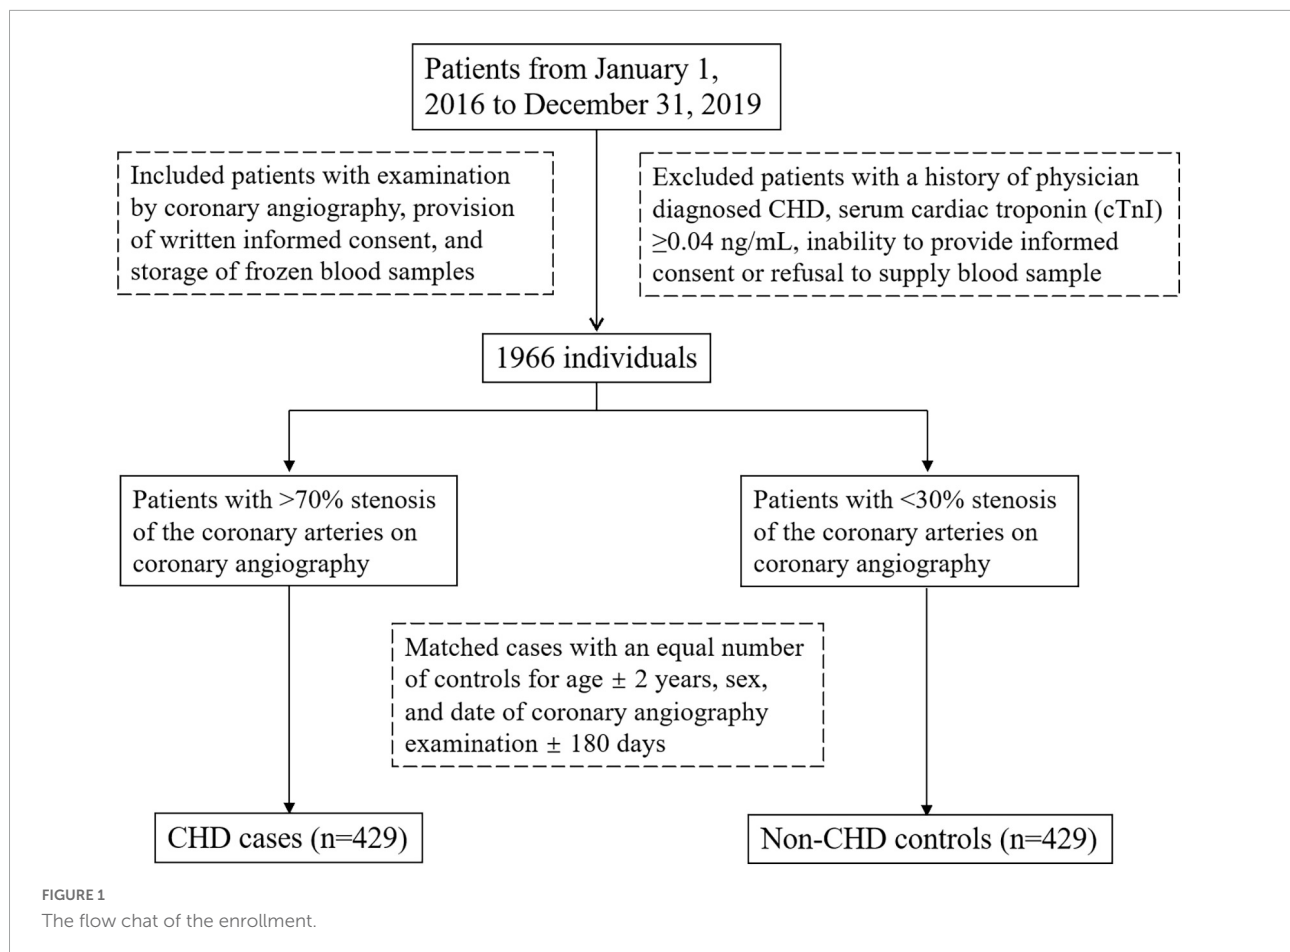 Patients from January 1,
2016 to December 31, 2019
Included patients with examination
by coronary angiography, provision
of written informed consent, and
storage of frozen blood samples
Excluded patients with a history of physician
diagnosed CHD, serum cardiac troponin (cTnI)
≥0.04 ng/mL, inability to provide informed
consent or refusal to supply blood sample
1966 individuals
Patients with >70% stenosis
of the coronary arteries on
coronary angiography
Patients with <30% stenosis
of the coronary arteries on
coronary angiography
Matched cases with an equal number
of controls for age ± 2 years, sex,
and date of coronary angiography
examination ± 180 days
CHD cases (n=429)
Non-CHD controls (n=429)
FIGURE 1
The flow chat of the enrollment.